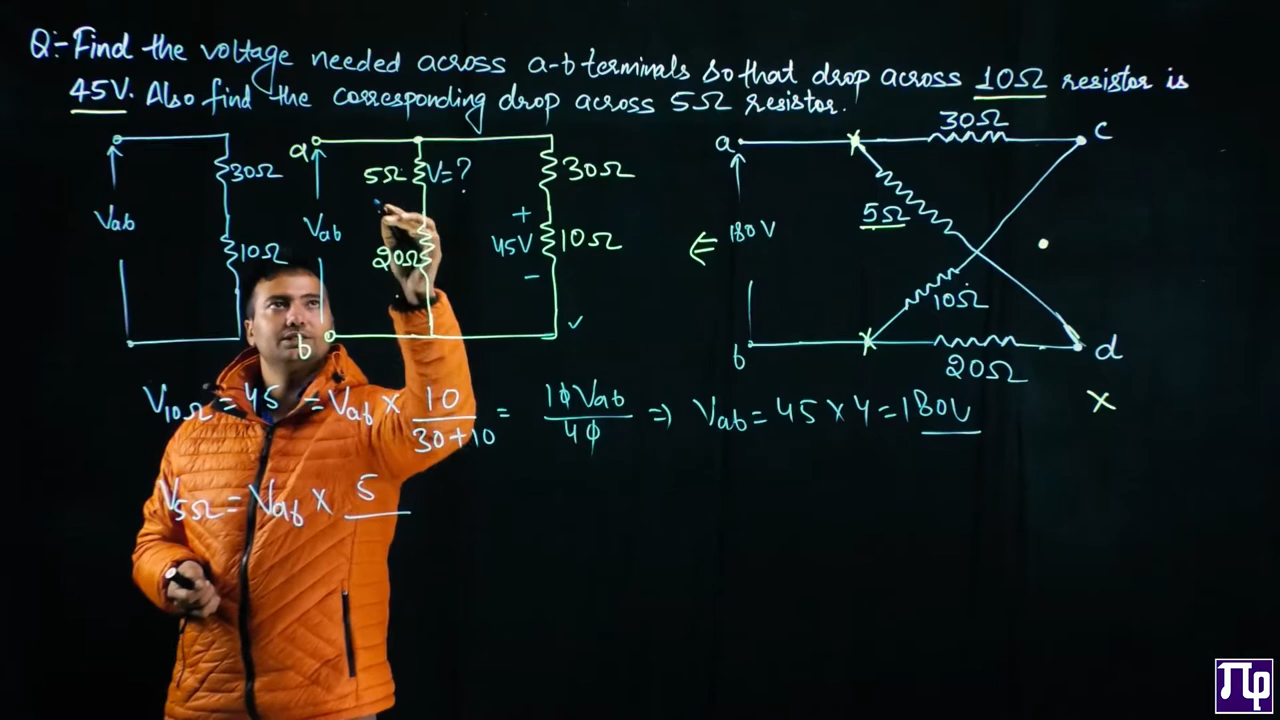 Q:- Find the voltage needed across a-b terminals so that drop across 10Ω resistor is
45V. Also find the corresponding drop across 5Ω resistor.
30Ω
10Ω
Vab
a
5Ω
V=?
30Ω
Vab
20Ω
+
45V
-
10Ω
b
✓
⇐
a
30Ω
c
5Ω
180V
10Ω
b
20Ω
d
×
V10Ω = 45 = Vab × 10/30+10 = 10Vab/40 ⇒ Vab = 45 × 4 = 180V
V5Ω = Vab × 5
πφ